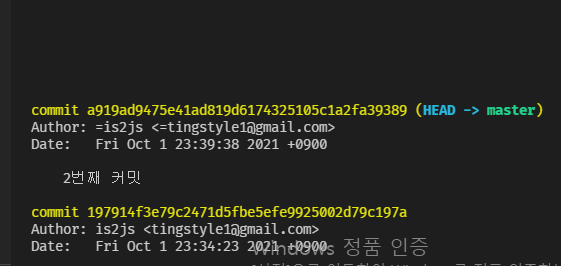 commit a919ad9475e41ad819d6174325105c1a2fa39389 (HEAD -> master)
Author: =is2js <=tingstyle1@gmail.com>
Date:   Fri Oct 1 23:39:38 2021 +0900
2번째 커밋
commit 197914f3e79c2471d5fbe5efe9925002d79c197a
Author: is2js <tingstyle1@gmail.com>
Date:   Fri Oct 1 23:34:23 2021 +0900
Windows 정품 인증